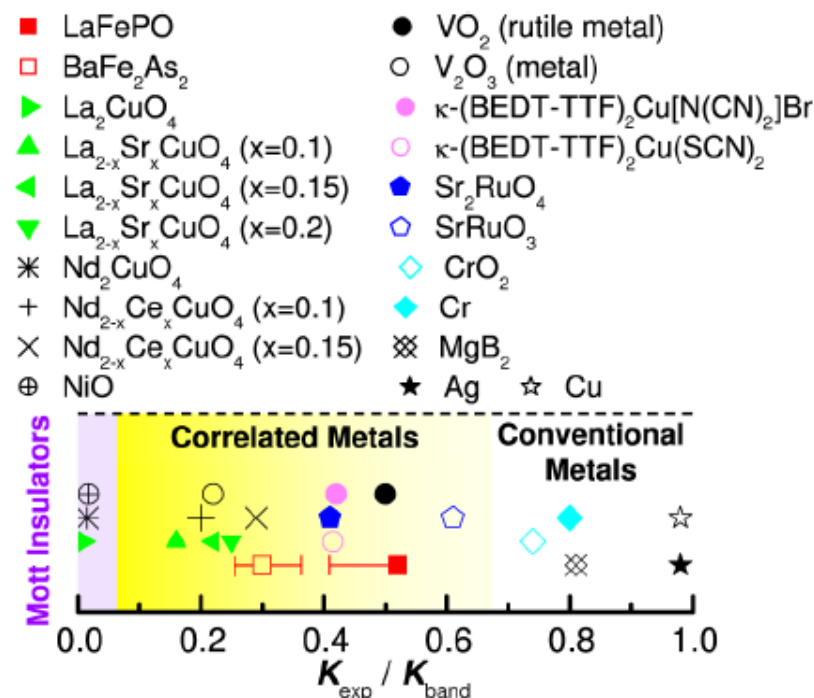 LaFePO
BaFe₂As₂
La₂CuO₄
La₂₋ₓSrₓCuO₄ (x=0.1)
La₂₋ₓSrₓCuO₄ (x=0.15)
La₂₋ₓSrₓCuO₄ (x=0.2)
Nd₂CuO₄
Nd₂₋ₓCeₓCuO₄ (x=0.1)
Nd₂₋ₓCeₓCuO₄ (x=0.15)
NiO
VO₂ (rutile metal)
V₂O₃ (metal)
κ-(BEDT-TTF)₂Cu[N(CN)₂]Br
κ-(BEDT-TTF)₂Cu(SCN)₂
Sr₂RuO₄
SrRuO₃
CrO₂
Cr
MgB₂
Ag Cu
Mott Insulators
Correlated Metals
Conventional
Metals
0.0 0.2 0.4 0.6 0.8 1.0
K_exp / K_band